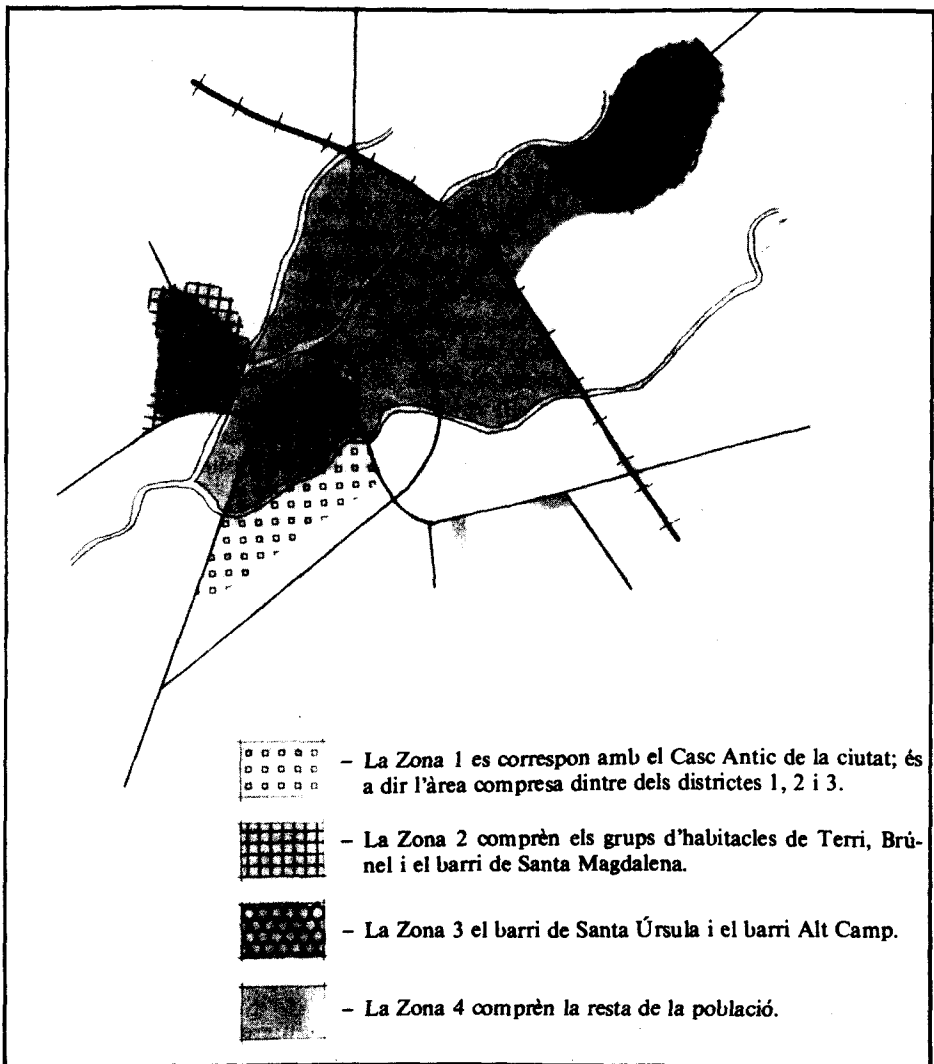 – La Zona 1 es correspon amb el Casc Antic de la ciutat; és
a dir l'àrea compresa dintre dels districtes 1, 2 i 3.
– La Zona 2 comprèn els grups d'habitacles de Terri, Brú-
nel i el barri de Santa Magdalena.
– La Zona 3 el barri de Santa Úrsula i el barri Alt Camp.
– La Zona 4 comprèn la resta de la població.